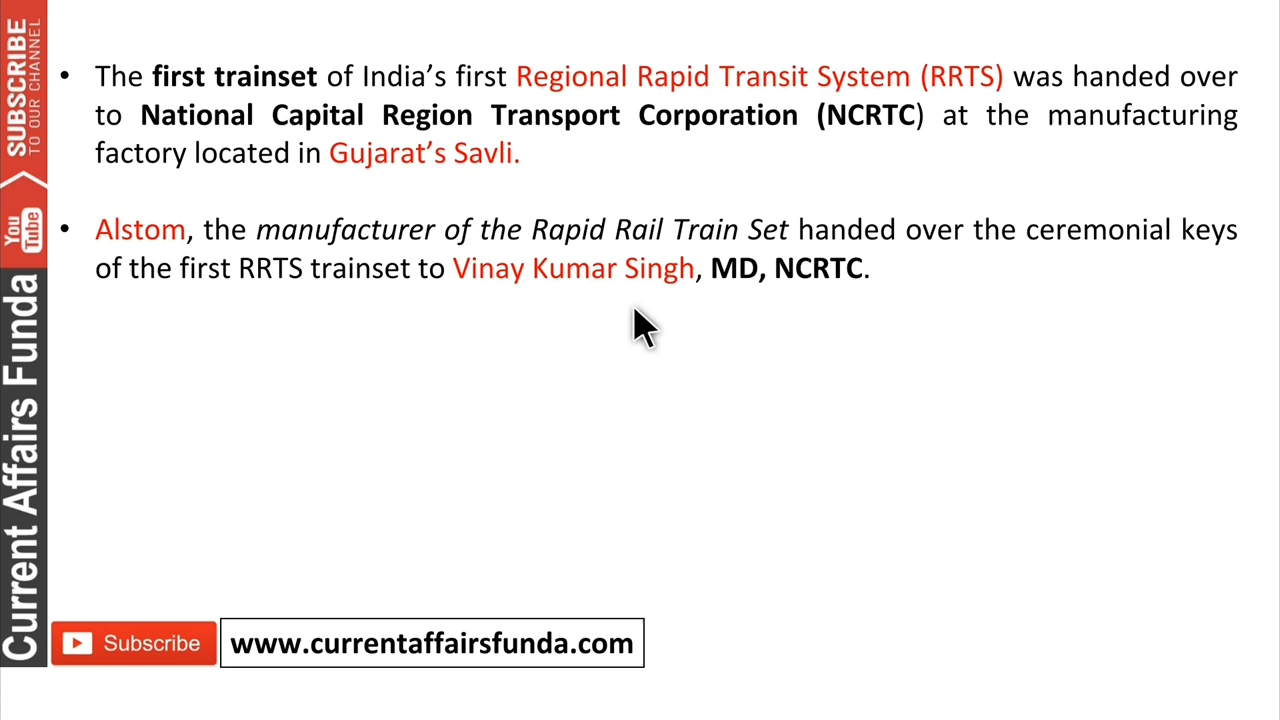 • The first trainset of India’s first Regional Rapid Transit System (RRTS) was handed over
to National Capital Region Transport Corporation (NCRTC) at the manufacturing
factory located in Gujarat’s Savli.
• Alstom, the manufacturer of the Rapid Rail Train Set handed over the ceremonial keys
of the first RRTS trainset to Vinay Kumar Singh, MD, NCRTC.
SUBSCRIBE
TO OUR CHANNEL
You
Tube
Current Affairs Funda
Subscribe
www.currentaffairsfunda.com